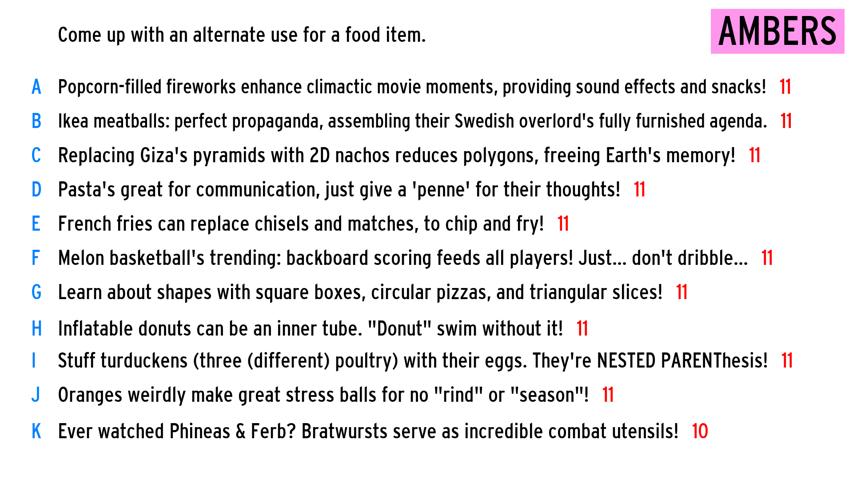 Come up with an alternate use for a food item.
AMBERS
A Popcorn-filled fireworks enhance climactic movie moments, providing sound effects and snacks! 11
B Ikea meatballs: perfect propaganda, assembling their Swedish overlord's fully furnished agenda. 11
C Replacing Giza's pyramids with 2D nachos reduces polygons, freeing Earth's memory! 11
D Pasta's great for communication, just give a 'penne' for their thoughts! 11
E French fries can replace chisels and matches, to chip and fry! 11
F Melon basketball's trending: backboard scoring feeds all players! Just... don't dribble... 11
G Learn about shapes with square boxes, circular pizzas, and triangular slices! 11
H Inflatable donuts can be an inner tube. "Donut" swim without it! 11
I Stuff turduckens (three (different) poultry) with their eggs. They're NESTED PARENThesis! 11
J Oranges weirdly make great stress balls for no "rind" or "season"! 11
K Ever watched Phineas & Ferb? Bratwursts serve as incredible combat utensils! 10